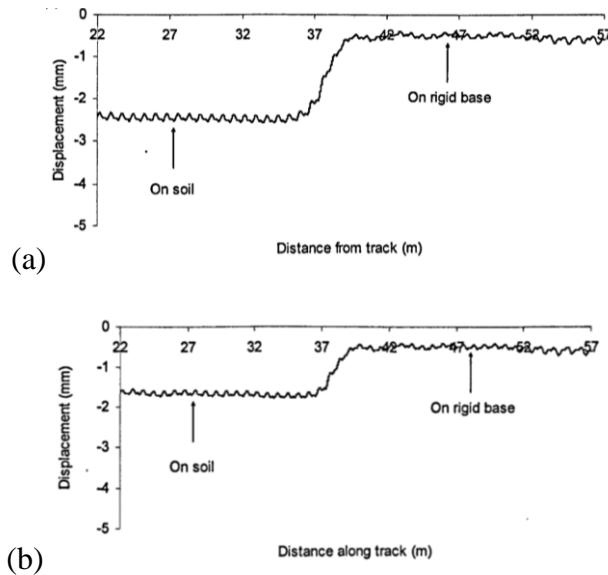 0
22 27 32 37 42 47 52 57
-1
-2
-3
-4
-5
Displacement (mm)
On rigid base
On soil
Distance from track (m)
(a)
0
22 27 32 37 42 47 52 57
-1
-2
-3
-4
-5
Displacement (mm)
On rigid base
On soil
Distance along track (m)
(b)